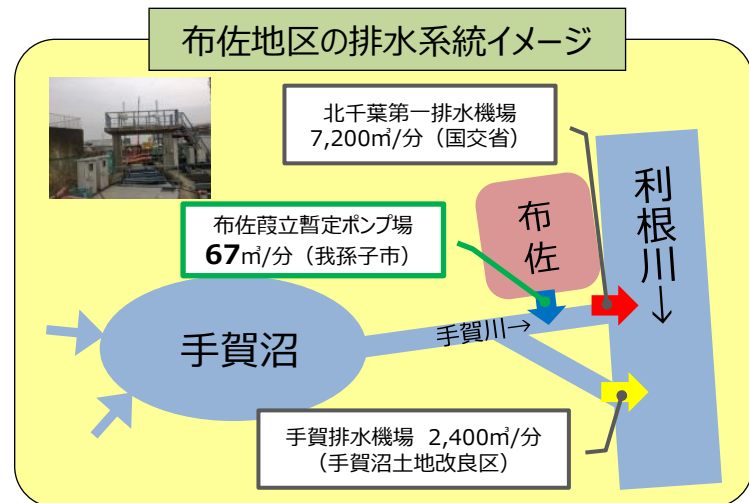 布佐地区の排水系統イメージ
北千葉第一排水機場
7,200㎥/分（国交省）
布佐葭立暫定ポンプ場
67㎥/分（我孫子市）
布佐
利根川→
手賀沼
手賀川→
手賀排水機場 2,400㎥/分
（手賀沼土地改良区）